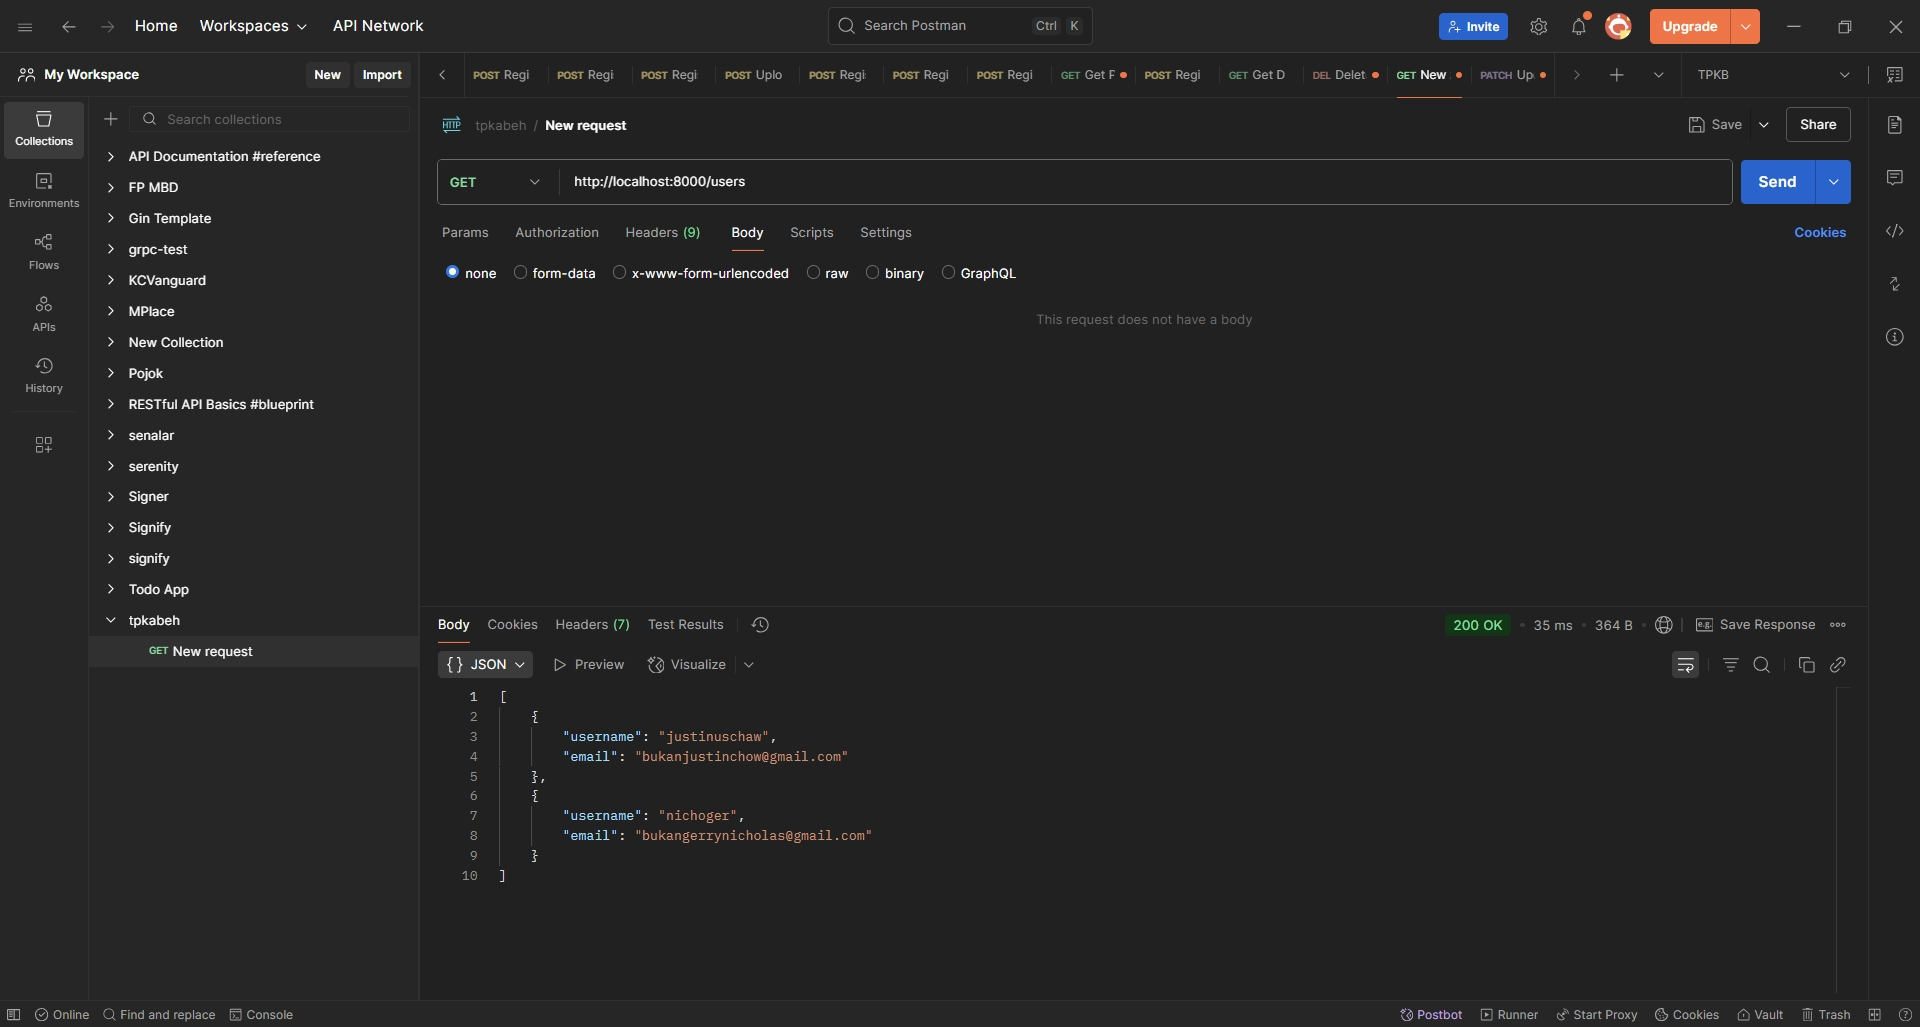 Home Workspaces API Network Search Postman Ctrl K Invite Upgrade
My Workspace New Import POST Regi POST Regi POST Regi POST Uplo POST Regi POST Regi POST Regi GET Get F POST Regi GET Get D DEL Delet GET New PATCH Up TPKB
Collections
Environments
Flows
APIs
History
Search collections
API Documentation #reference
FP MBD
Gin Template
grpc-test
KCVanguard
MPlace
New Collection
Pojok
RESTful API Basics #blueprint
senalar
serenity
Signer
Signify
signify
Todo App
tpkabeh
GET New request
HTTP tpkabeh / New request Save Share
GET http://localhost:8000/users Send
Params Authorization Headers (9) Body Scripts Settings Cookies
none form-data x-www-form-urlencoded raw binary GraphQL
This request does not have a body
Body Cookies Headers (7) Test Results 200 OK 35 ms 364 B e.g. Save Response
{} JSON Preview Visualize
1 [
2 {
3 "username": "justinuschaw",
4 "email": "bukanjustinchow@gmail.com"
5 },
6 {
7 "username": "nichoger",
8 "email": "bukangerrynicholas@gmail.com"
9 }
10 ]
Online Find and replace Console Postbot Runner Start Proxy Cookies Vault Trash